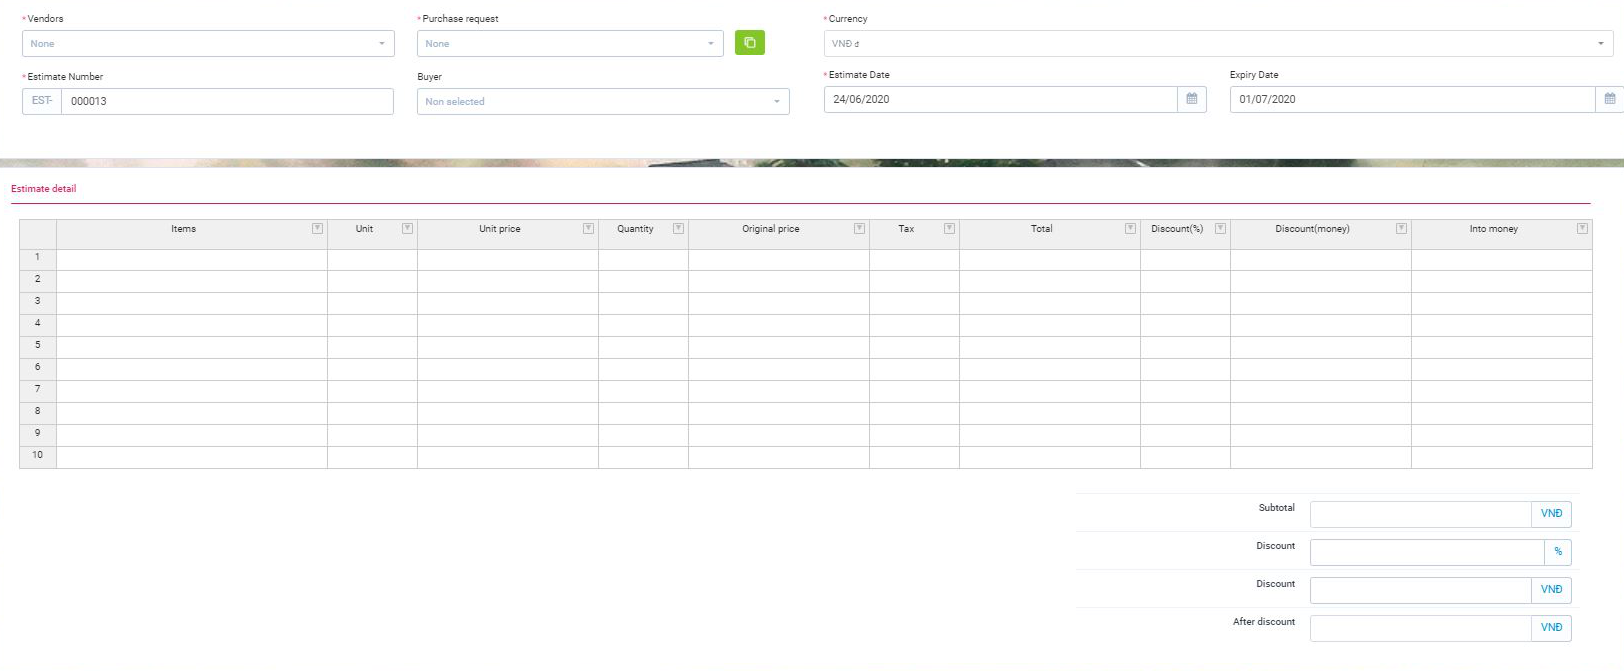 * Vendors
* Purchase request
* Currency
None
None
VNĐ đ
* Estimate Number
Buyer
* Estimate Date
Expiry Date
EST- 000013
Non selected
24/06/2020
01/07/2020
Estimate detail
Items Unit Unit price Quantity Original price Tax Total Discount(%) Discount(money) Into money
1
2
3
4
5
6
7
8
9
10
Subtotal VNĐ
Discount %
Discount VNĐ
After discount VNĐ